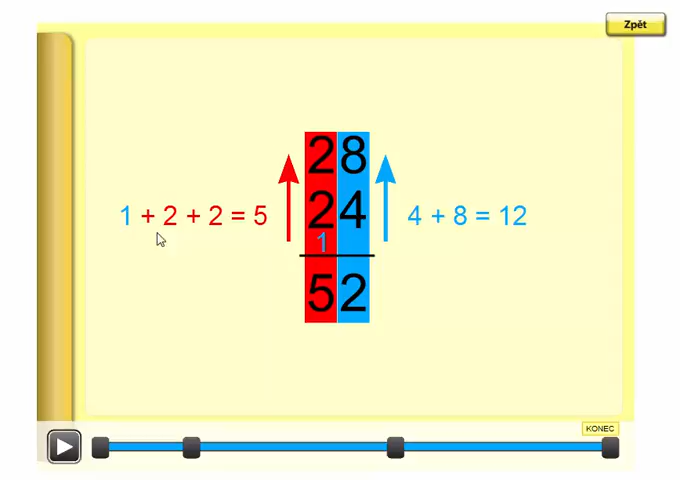 Zpět
28
1 + 2 + 2 = 5
24
4 + 8 = 12
1
52
KONEC